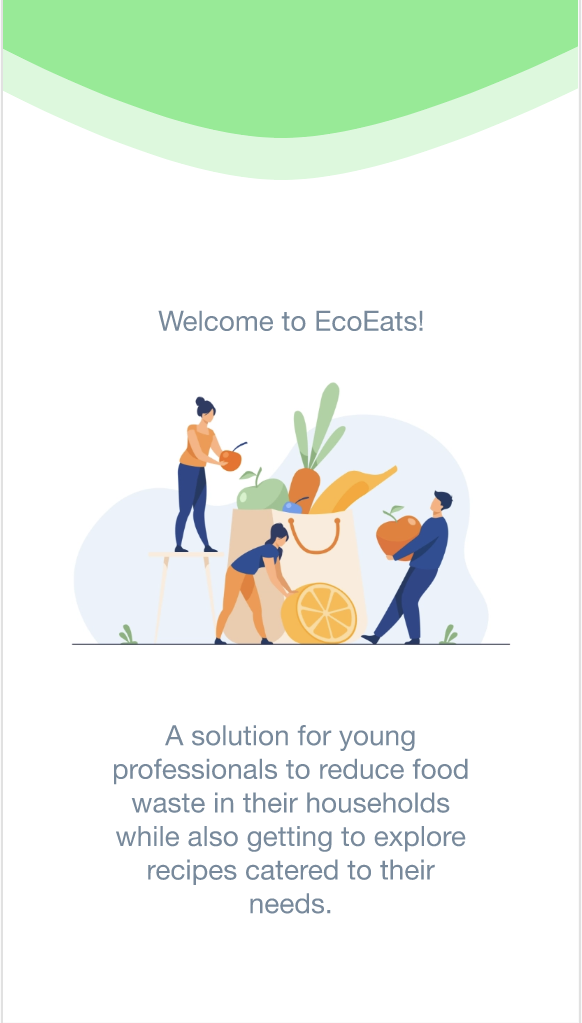 Welcome to EcoEats!
A solution for young
professionals to reduce food
waste in their households
while also getting to explore
recipes catered to their
needs.